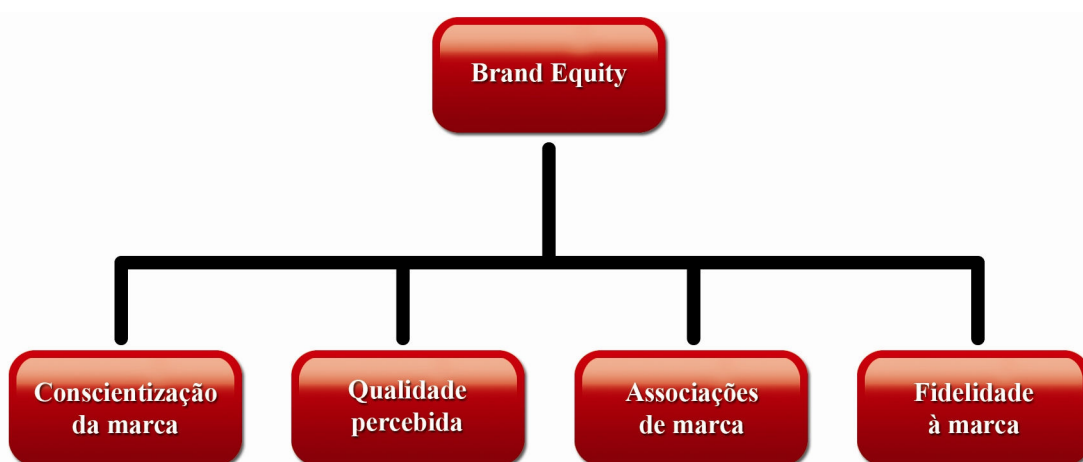 Brand Equity
Conscientização
da marca
Qualidade
percebida
Associações
de marca
Fidelidade
à marca